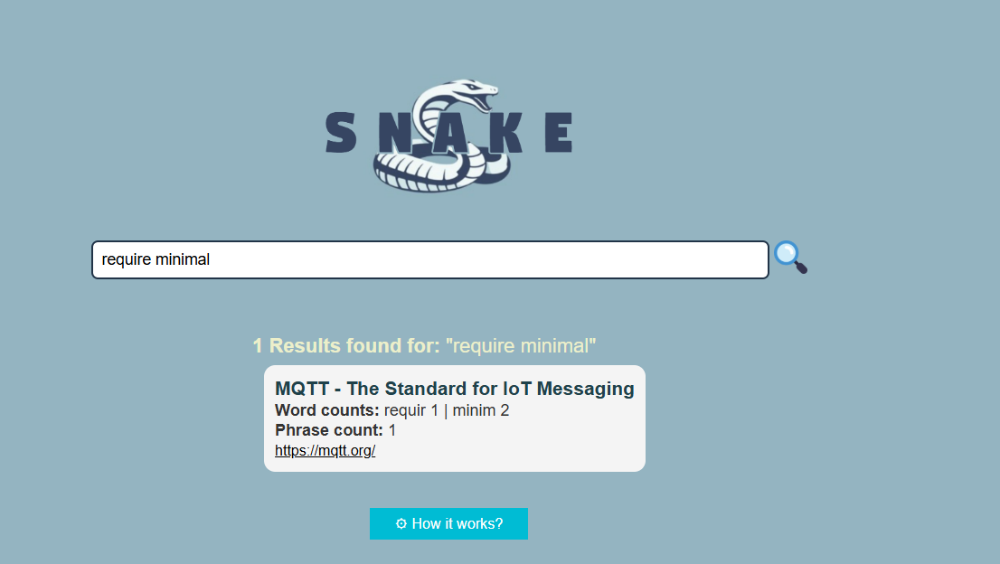 SNAKE
require minimal
1 Results found for: "require minimal"
MQTT - The Standard for IoT Messaging
Word counts: requir 1 | minim 2
Phrase count: 1
https://mqtt.org/
⚙ How it works?